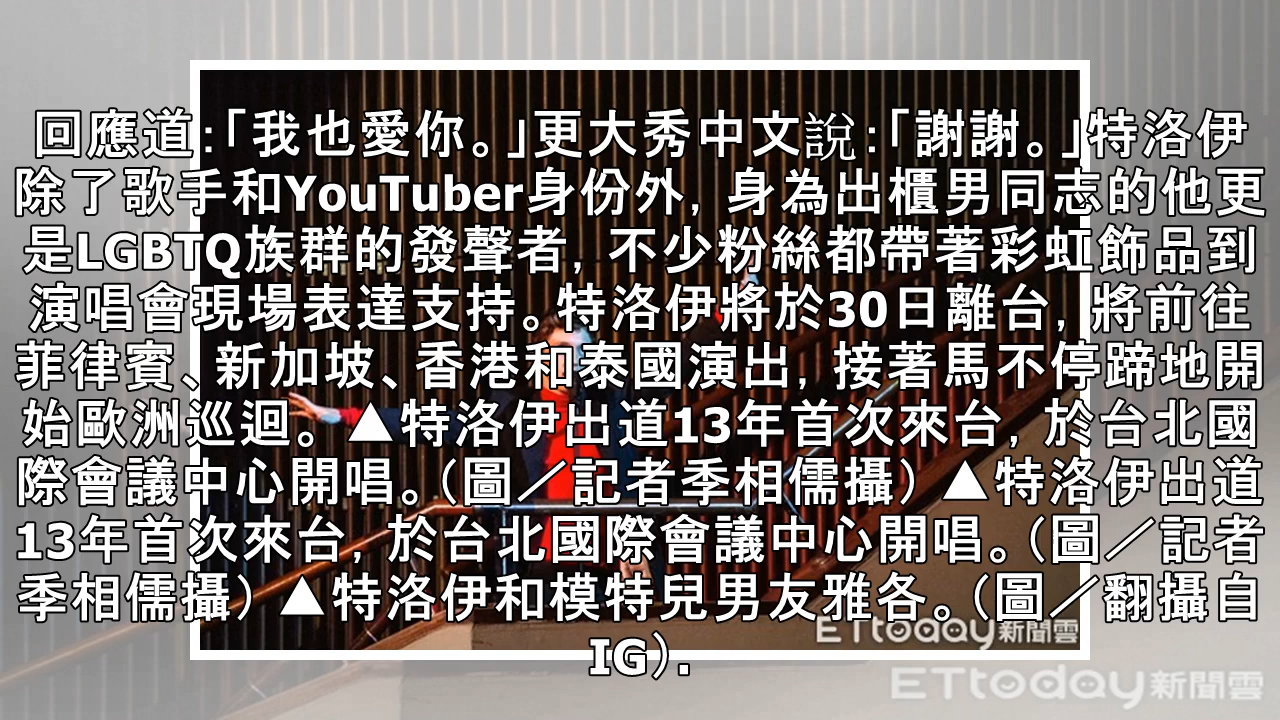 回應道:「我也愛你。」更大秀中文說:「謝謝。」特洛伊
除了歌手和YouTuber身份外, 身為出櫃男同志的他更
是LGBTQ族群的發聲者, 不少粉絲都帶著彩虹飾品到
演唱會現場表達支持。特洛伊將於30日離台, 將前往
菲律賓、新加坡、香港和泰國演出, 接著馬不停蹄地開
始歐洲巡迴。 ▲特洛伊出道13年首次來台, 於台北國
際會議中心開唱。(圖／記者季相儒攝) ▲特洛伊出道
13年首次來台, 於台北國際會議中心開唱。(圖／記者
季相儒攝) ▲特洛伊和模特兒男友雅各。(圖／翻攝自
IG).
ETtoday新聞雲
ETtoday新聞雲